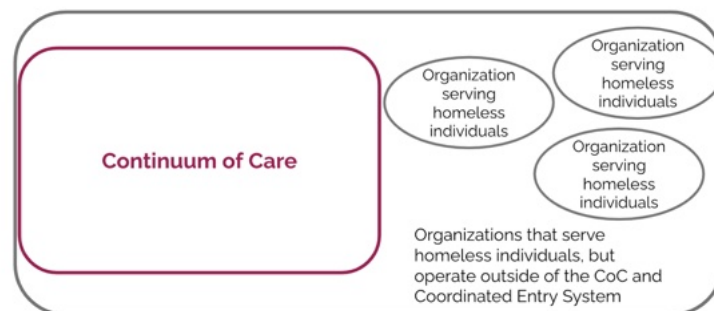 Continuum of Care
Organization
serving
homeless
individuals
Organization
serving
homeless
individuals
Organization
serving
homeless
individuals
Organizations that serve
homeless individuals, but
operate outside of the CoC and
Coordinated Entry System